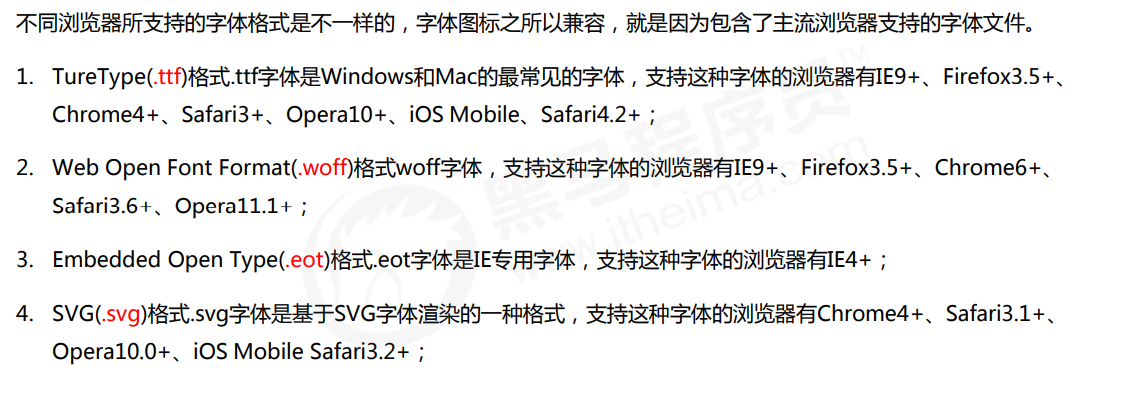 不同浏览器所支持的字体格式是不一样的，字体图标之所以兼容，就是因为包含了主流浏览器支持的字体文件。
1. TureType(.ttf)格式.ttf字体是Windows和Mac的最常见的字体，支持这种字体的浏览器有IE9+、Firefox3.5+、
Chrome4+、Safari3+、Opera10+、iOS Mobile、Safari4.2+；
2. Web Open Font Format(.woff)格式woff字体，支持这种字体的浏览器有IE9+、Firefox3.5+、Chrome6+、
Safari3.6+、Opera11.1+；
3. Embedded Open Type(.eot)格式.eot字体是IE专用字体，支持这种字体的浏览器有IE4+；
4. SVG(.svg)格式.svg字体是基于SVG字体渲染的一种格式，支持这种字体的浏览器有Chrome4+、Safari3.1+、
Opera10.0+、iOS Mobile Safari3.2+；
黑马程序员™
www.itheima.com